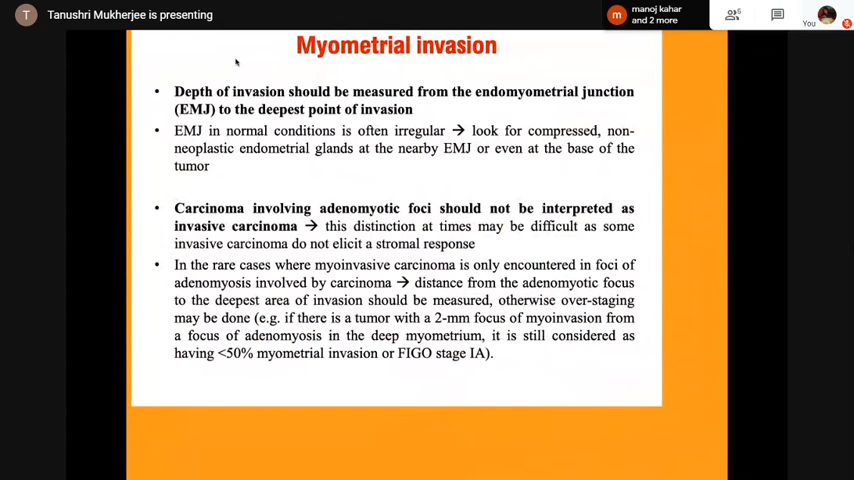 T
Tanushri Mukherjee is presenting
m
manoj kahar
and 2 more
6
You
Myometrial invasion
• Depth of invasion should be measured from the endomyometrial junction
(EMJ) to the deepest point of invasion
• EMJ in normal conditions is often irregular → look for compressed, non-
neoplastic endometrial glands at the nearby EMJ or even at the base of the
tumor
• Carcinoma involving adenomyotic foci should not be interpreted as
invasive carcinoma → this distinction at times may be difficult as some
invasive carcinoma do not elicit a stromal response
• In the rare cases where myoinvasive carcinoma is only encountered in foci of
adenomyosis involved by carcinoma → distance from the adenomyotic focus
to the deepest area of invasion should be measured, otherwise over-staging
may be done (e.g. if there is a tumor with a 2-mm focus of myoinvasion from
a focus of adenomyosis in the deep myometrium, it is still considered as
having <50% myometrial invasion or FIGO stage IA).